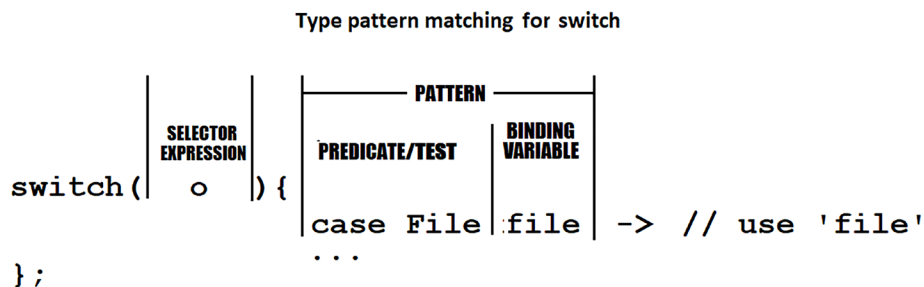 Type pattern matching for switch
PATTERN
SELECTOR
EXPRESSION
PREDICATE/TEST
BINDING
VARIABLE
switch( o ){
case File file -> // use 'file'
...
};